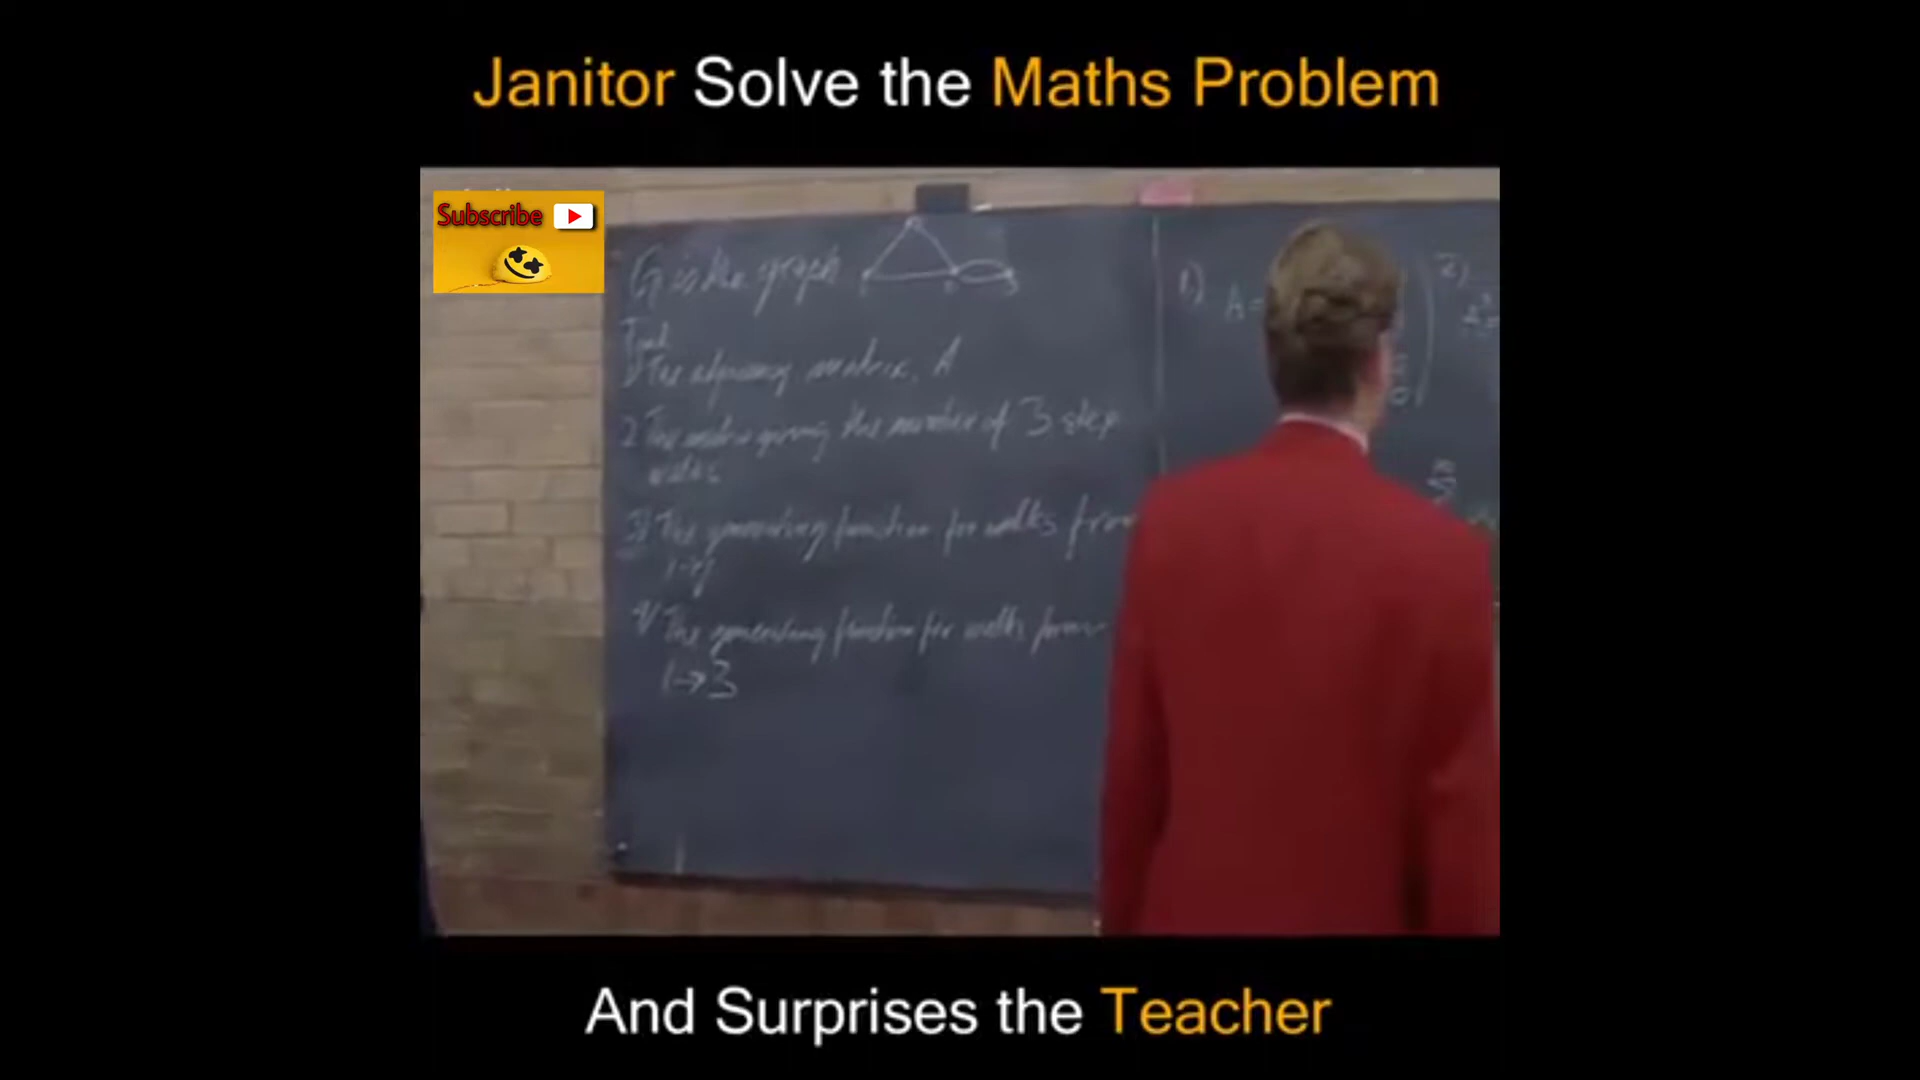 Janitor Solve the Maths Problem
Subscribe
G is the graph
Find
1) The adjacency matrix, A
2 The matrix giving the number of 3 step
walks
3) The generating function for walks from
i→j
4) The generating function for walks from
1→3
1)
A=
2)
A³=
And Surprises the Teacher